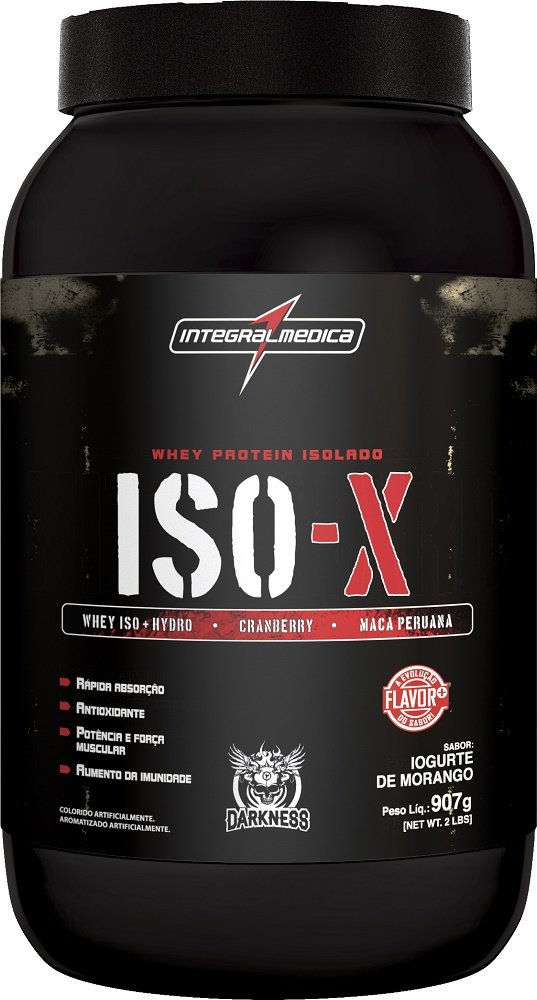 INTEGRALMEDICA
WHEY PROTEIN ISOLADO
ISO-X
WHEY ISO + HYDRO • CRANBERRY • MACA PERUANA
RÁPIDA ABSORÇÃO
ANTIOXIDANTE
POTÊNCIA E FORÇA
MUSCULAR
AUMENTO DA IMUNIDADE
COLORIDO ARTIFICIALMENTE.
AROMATIZADO ARTIFICIALMENTE.
DARKNESS
A EVOLUÇÃO
FLAVOR+
DO SABOR!
SABOR:
IOGURTE
DE MORANGO
Peso Líq.: 907g
[NET WT. 2 LBS]